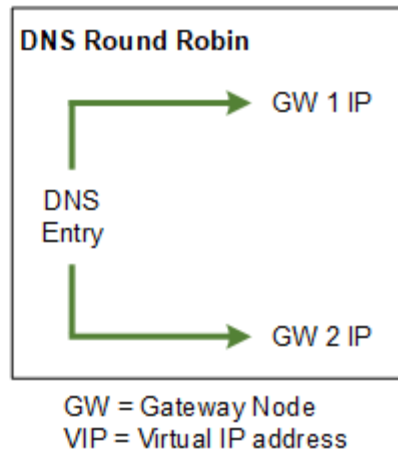 DNS Round Robin
GW 1 IP
DNS
Entry
GW 2 IP
GW = Gateway Node
VIP = Virtual IP address